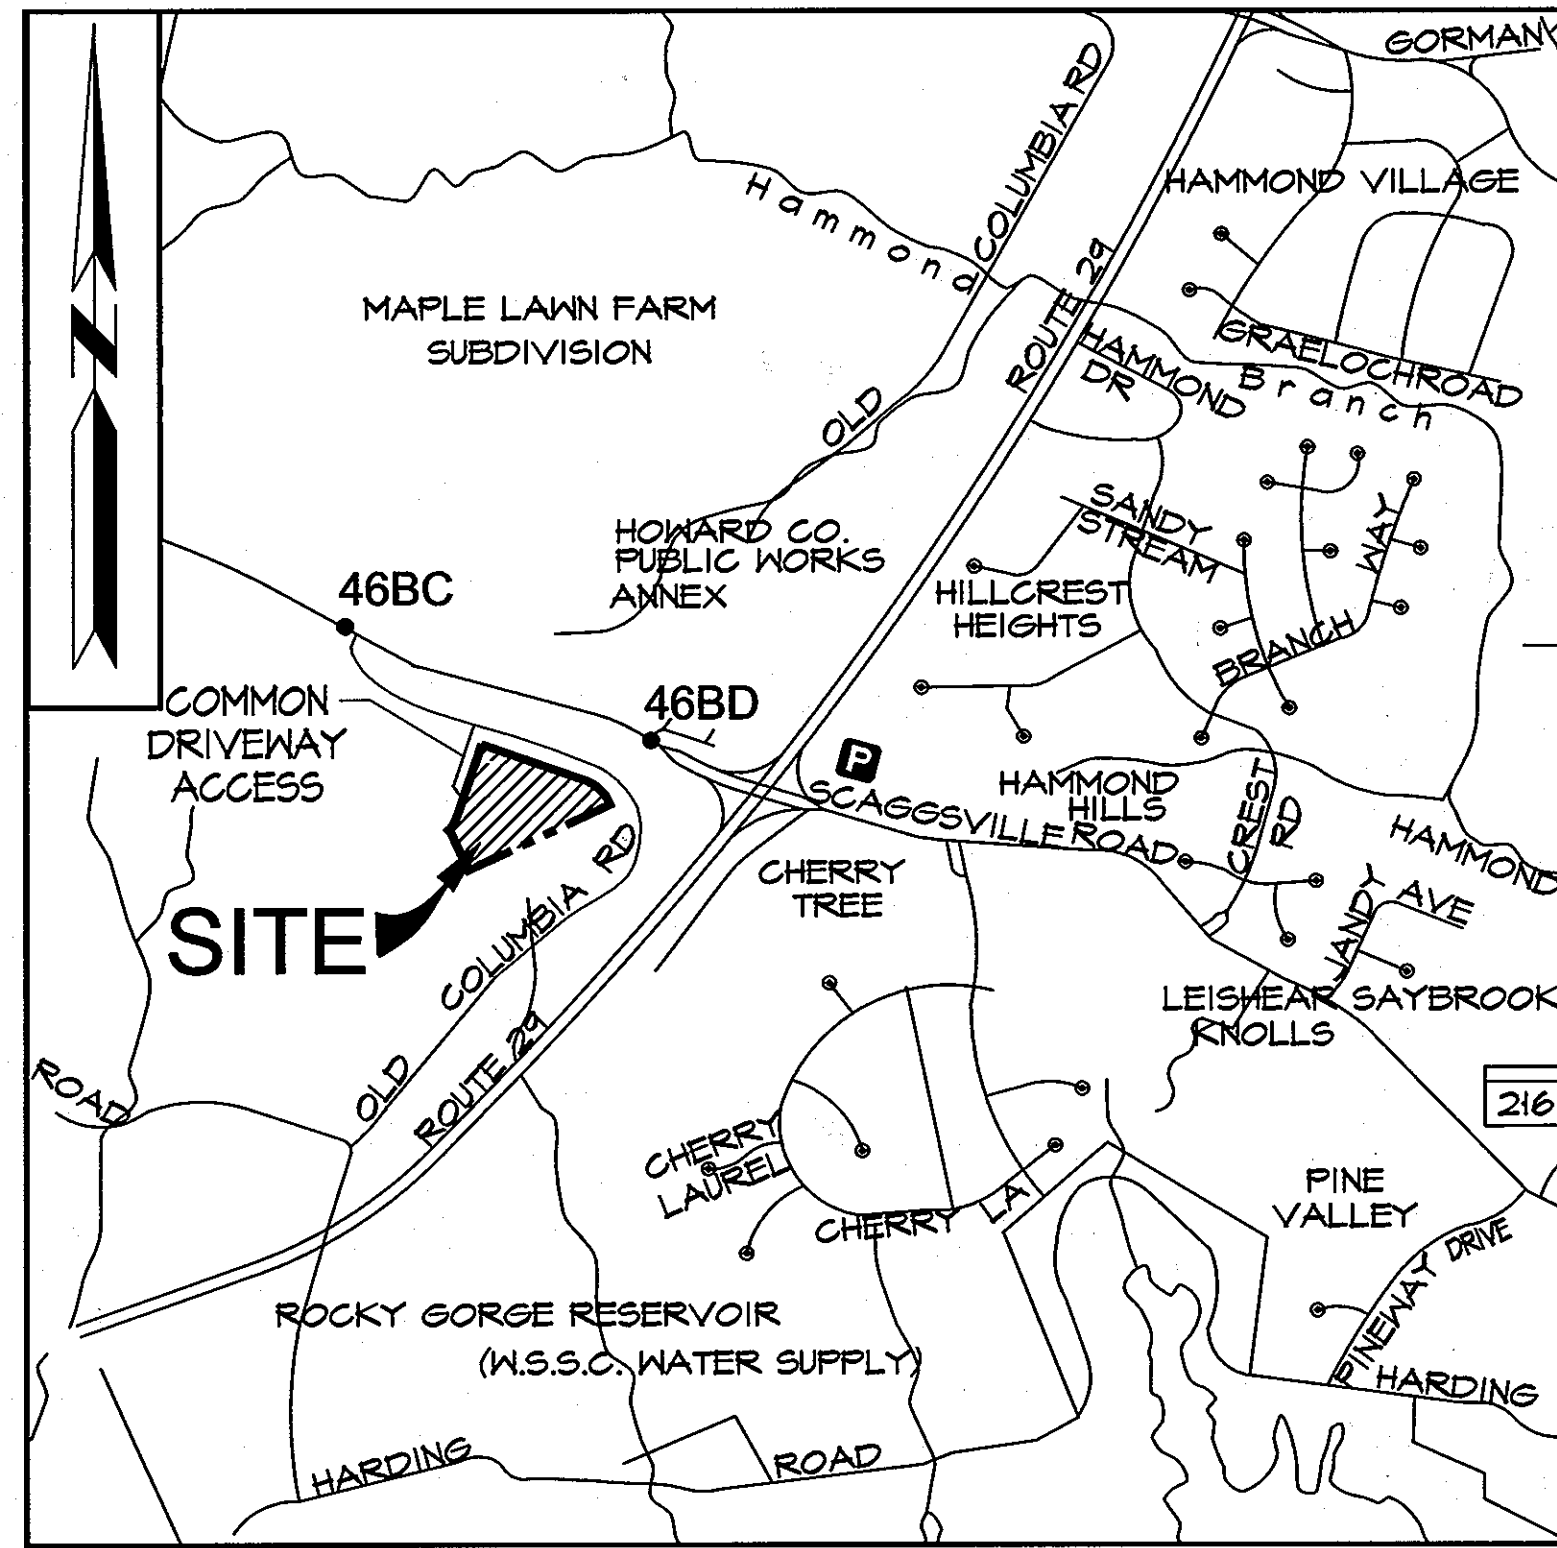 N
GORMAN
COLUMBIA RD
HAMMOND VILLAGE
Hammond
ROUTE 29
MAPLE LAWN FARM
SUBDIVISION
GRAELOCH ROAD
HAMMOND
DR
Branch
OLD
SANDY
STREAM
WAY
HOWARD CO.
PUBLIC WORKS
ANNEX
46BC
HILLCREST
HEIGHTS
BRANCH
COMMON
DRIVEWAY
ACCESS
46BD
P
HAMMOND
HILLS
SCAGGSVILLE ROAD
CREST
RD
HAMMOND
CHERRY
TREE
COLUMBIA RD
SITE
JANDY
AVE
LEISHEAR
KNOLLS
SAYBROOK
ROAD
OLD
ROUTE 29
216
CHERRY
LAUREL
CHERRY
LA
PINE
VALLEY
PINEWAY DRIVE
ROCKY GORGE RESERVOIR
(W.S.S.C. WATER SUPPLY)
HARDING
HARDING
ROAD